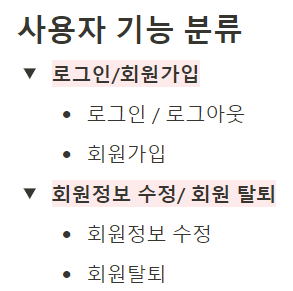 사용자 기능 분류
로그인/회원가입
로그인 / 로그아웃
회원가입
회원정보 수정/ 회원 탈퇴
회원정보 수정
회원탈퇴